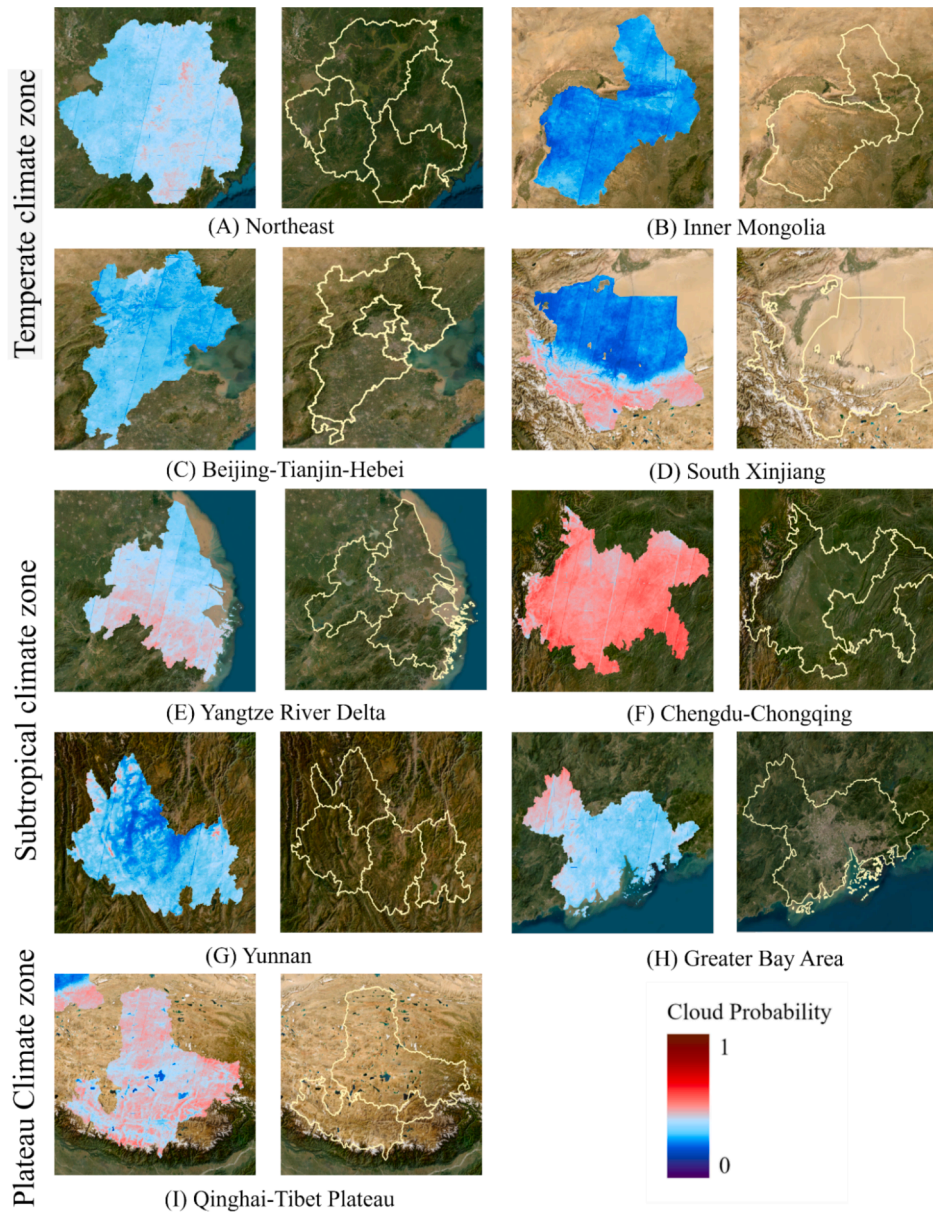 Temperate climate zone
(A) Northeast
(B) Inner Mongolia
(C) Beijing-Tianjin-Hebei
(D) South Xinjiang
Subtropical climate zone
(E) Yangtze River Delta
(F) Chengdu-Chongqing
(G) Yunnan
(H) Greater Bay Area
Plateau Climate zone
(I) Qinghai-Tibet Plateau
Cloud Probability
1
0